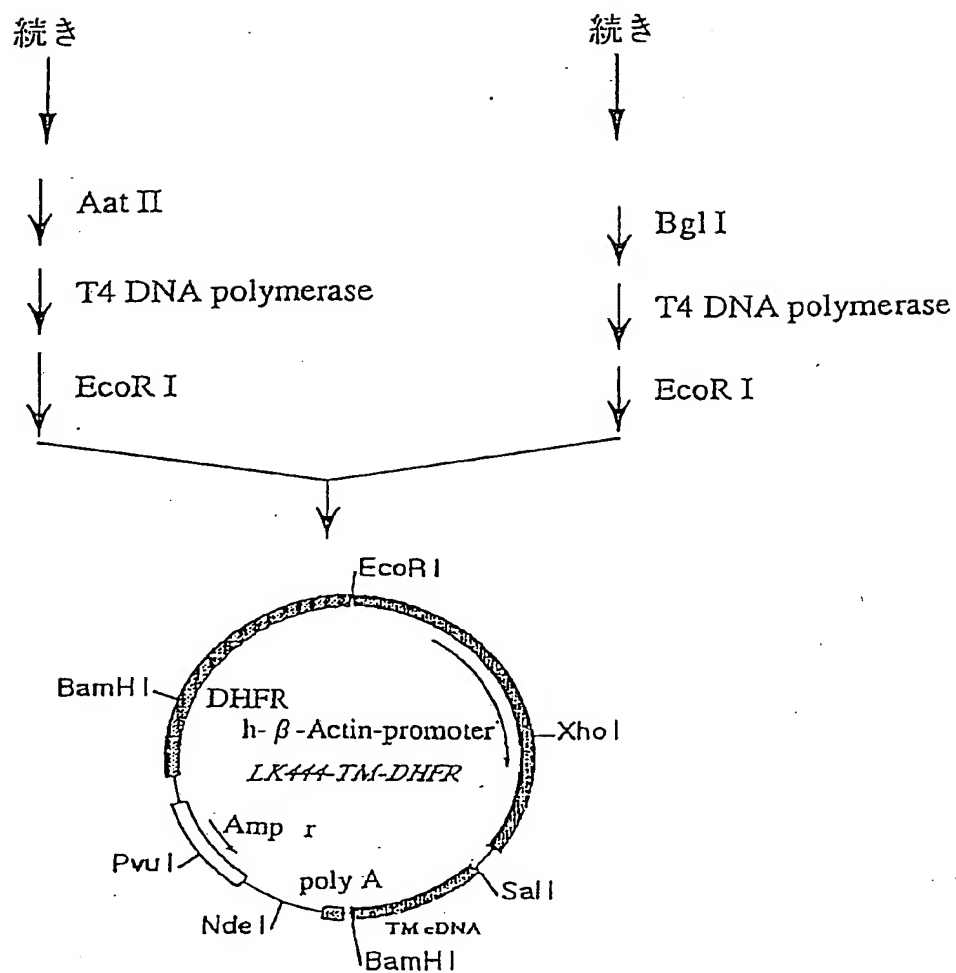 続き
続き
Aat II
Bgl I
T4 DNA polymerase
T4 DNA polymerase
EcoR I
EcoR I
EcoR I
BamH I
DHFR
h-β-Actin-promoter
Xho I
LK444-TM-DHFR
Amp r
Pvu I
poly A
Sal I
Nde I
TM cDNA
BamH I